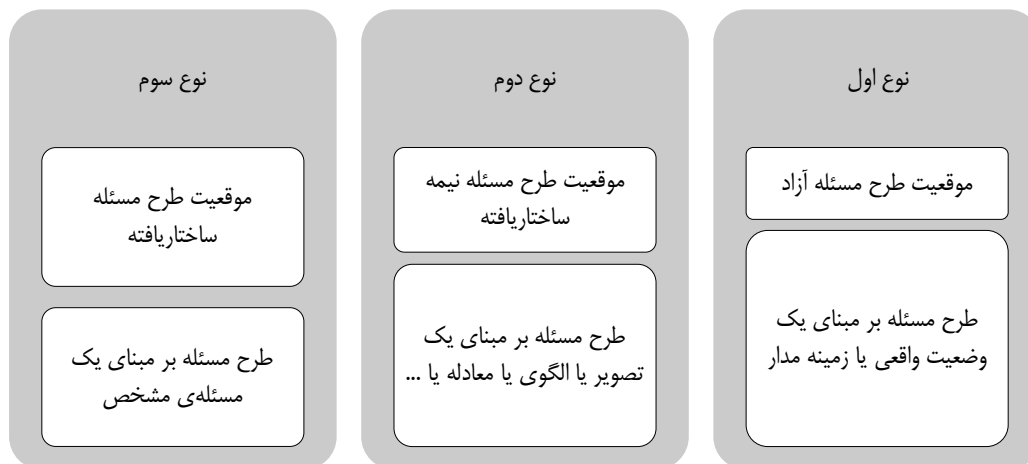 نوع اول
موقعیت طرح مسئله آزاد
طرح مسئله بر مبنای یک
وضعیت واقعی یا زمینه مدار
نوع دوم
موقعیت طرح مسئله نیمه
ساختاریافته
طرح مسئله بر مبنای یک
تصویر یا الگوی یا معادله یا ...
نوع سوم
موقعیت طرح مسئله
ساختاریافته
طرح مسئله بر مبنای یک
مسئله‌ی مشخص